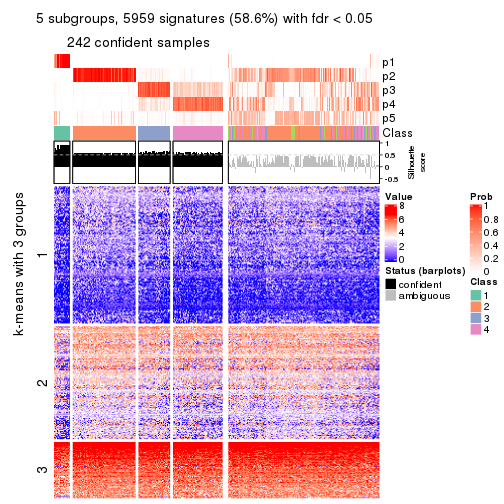 5 subgroups, 5959 signatures (58.6%) with fdr < 0.05
242 confident samples
p1
p2
p3
p4
p5
Class
1
0.5
0
-0.5
Silhouette
score
k-means with 3 groups
1
2
3
Value
8
6
4
2
0
Status (barplots)
confident
ambiguous
Prob
1
0.8
0.6
0.4
0.2
0
Class
1
2
3
4